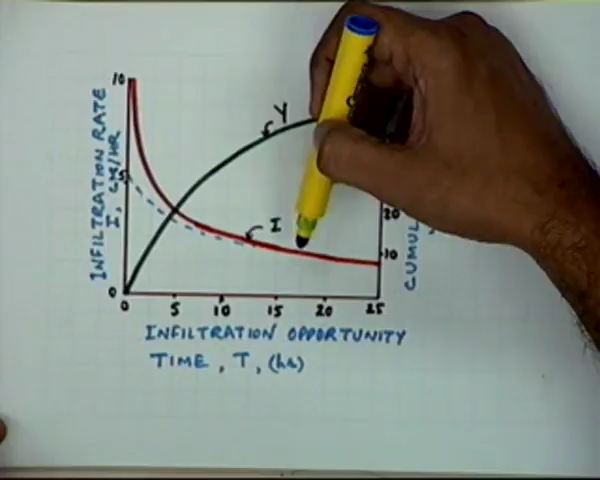 10
INFILTRATION RATE
I, CM/HR
5
0
Y
I
20
10
CUMUL
0 5 10 15 20 25
INFILTRATION OPPORTUNITY
TIME, T, (hr)